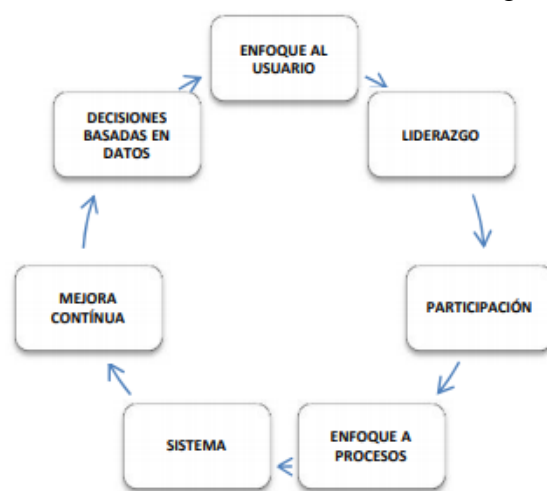 ENFOQUE AL
USUARIO
LIDERAZGO
PARTICIPACIÓN
ENFOQUE A
PROCESOS
SISTEMA
MEJORA
CONTÍNUA
DECISIONES
BASADAS EN
DATOS